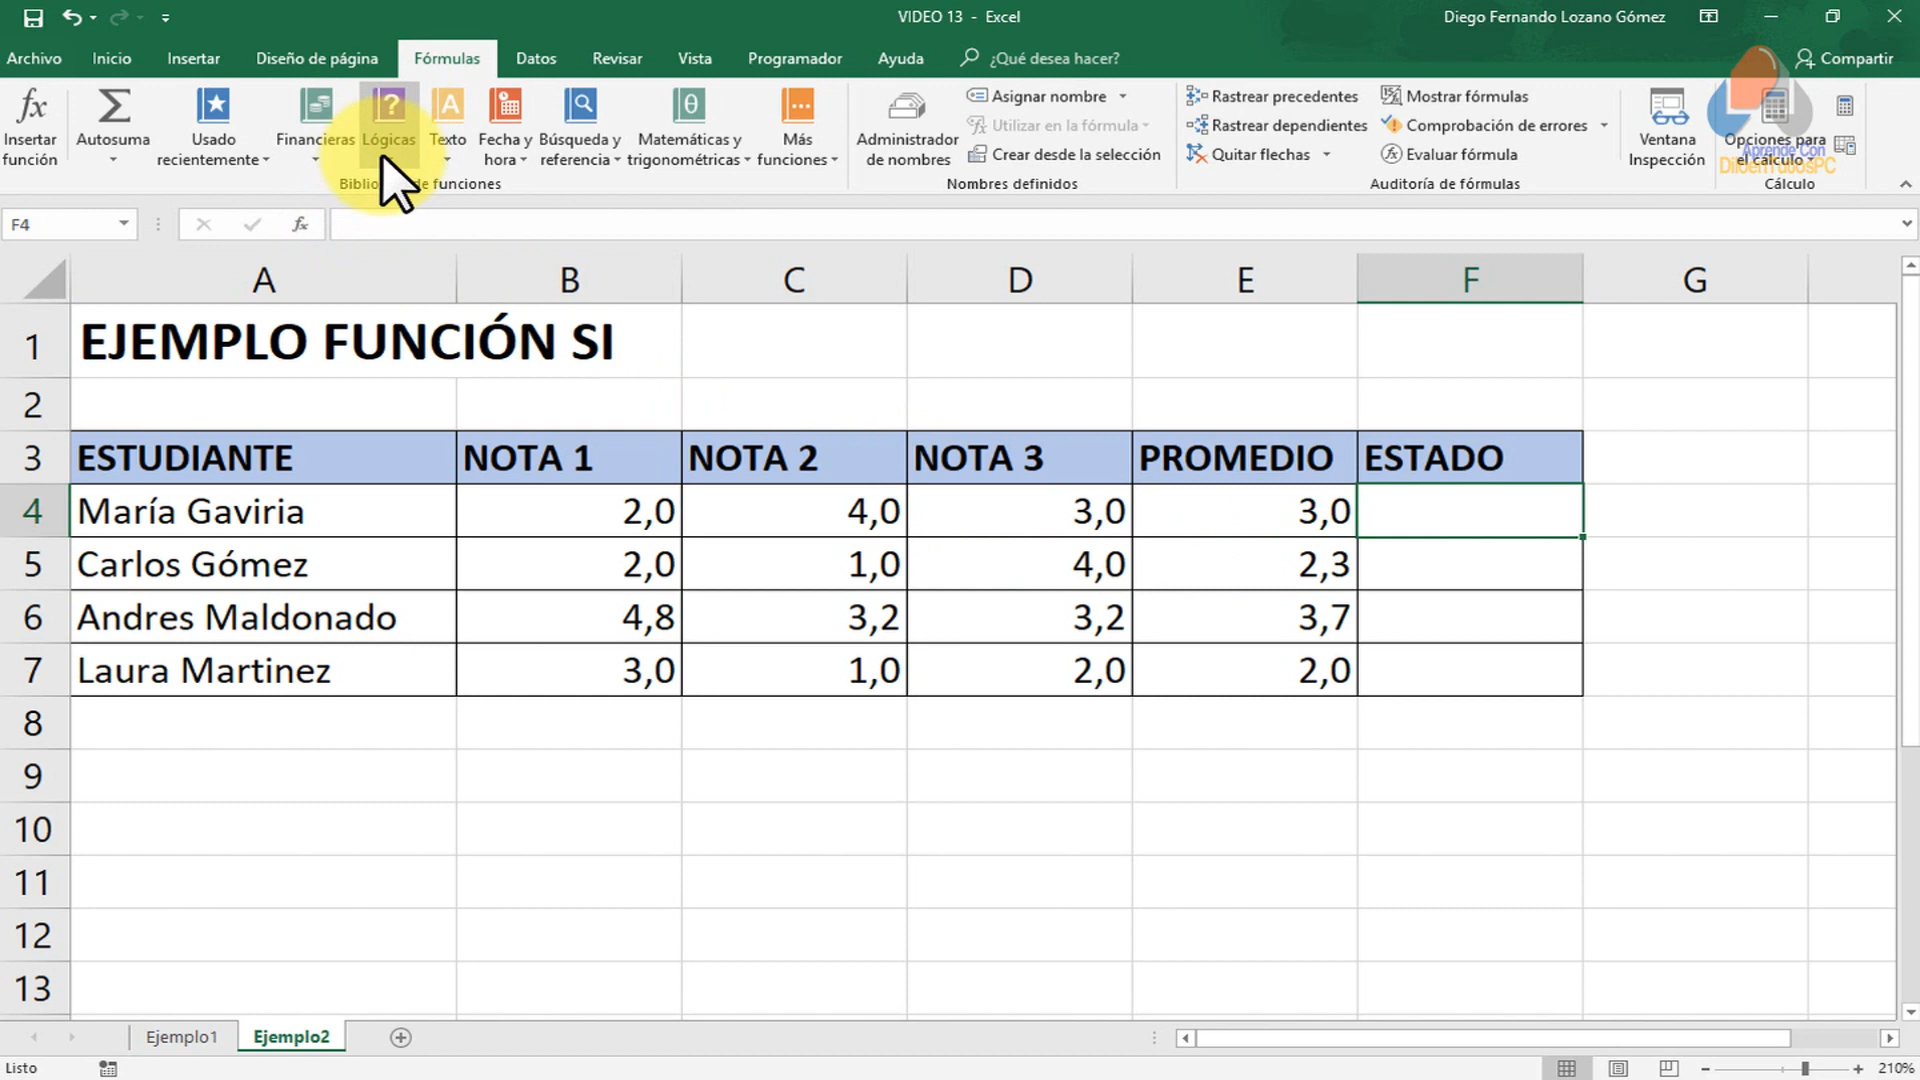 VIDEO 13 - Excel
Diego Fernando Lozano Gómez
Archivo Inicio Insertar Diseño de página Fórmulas Datos Revisar Vista Programador Ayuda ¿Qué desea hacer? Compartir
fx Insertar función
Autosuma
Usado recientemente
Financieras
Lógicas
Texto
Fecha y hora
Búsqueda y referencia
Matemáticas y trigonométricas
Más funciones
Administrador de nombres
Asignar nombre
Utilizar en la fórmula
Crear desde la selección
Rastrear precedentes
Rastrear dependientes
Quitar flechas
Mostrar fórmulas
Comprobación de errores
Evaluar fórmula
Ventana Inspección
Opciones para el cálculo
Aprende Con
Nombres definidos
Auditoría de fórmulas
Cálculo
de funciones
F4
fx
A B C D E F G
1 EJEMPLO FUNCIÓN SI
2
3 ESTUDIANTE NOTA 1 NOTA 2 NOTA 3 PROMEDIO ESTADO
4 María Gaviria 2,0 4,0 3,0 3,0
5 Carlos Gómez 2,0 1,0 4,0 2,3
6 Andres Maldonado 4,8 3,2 3,2 3,7
7 Laura Martinez 3,0 1,0 2,0 2,0
8
9
10
11
12
13
Ejemplo1 Ejemplo2
Listo
210%